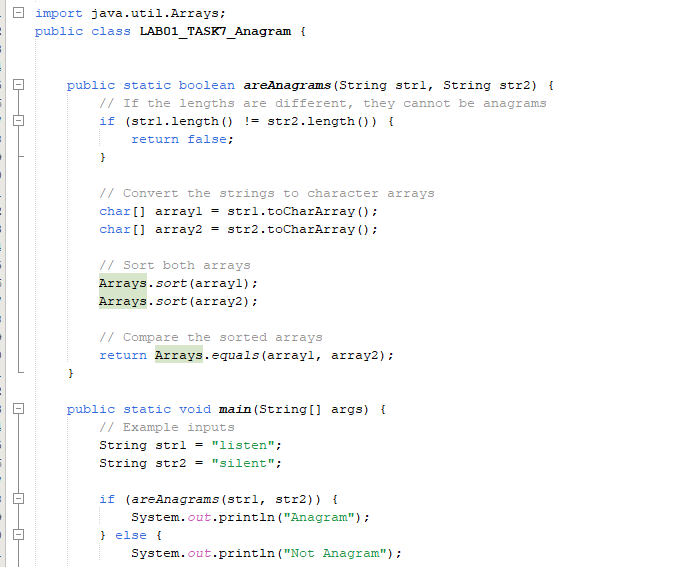 import java.util.Arrays;
public class LAB01_TASK7_Anagram {
public static boolean areAnagrams(String str1, String str2) {
// If the lengths are different, they cannot be anagrams
if (str1.length() != str2.length()) {
return false;
}
// Convert the strings to character arrays
char[] array1 = str1.toCharArray();
char[] array2 = str2.toCharArray();
// Sort both arrays
Arrays.sort(array1);
Arrays.sort(array2);
// Compare the sorted arrays
return Arrays.equals(array1, array2);
}
public static void main(String[] args) {
// Example inputs
String str1 = "listen";
String str2 = "silent";
if (areAnagrams(str1, str2)) {
System.out.println("Anagram");
} else {
System.out.println("Not Anagram");